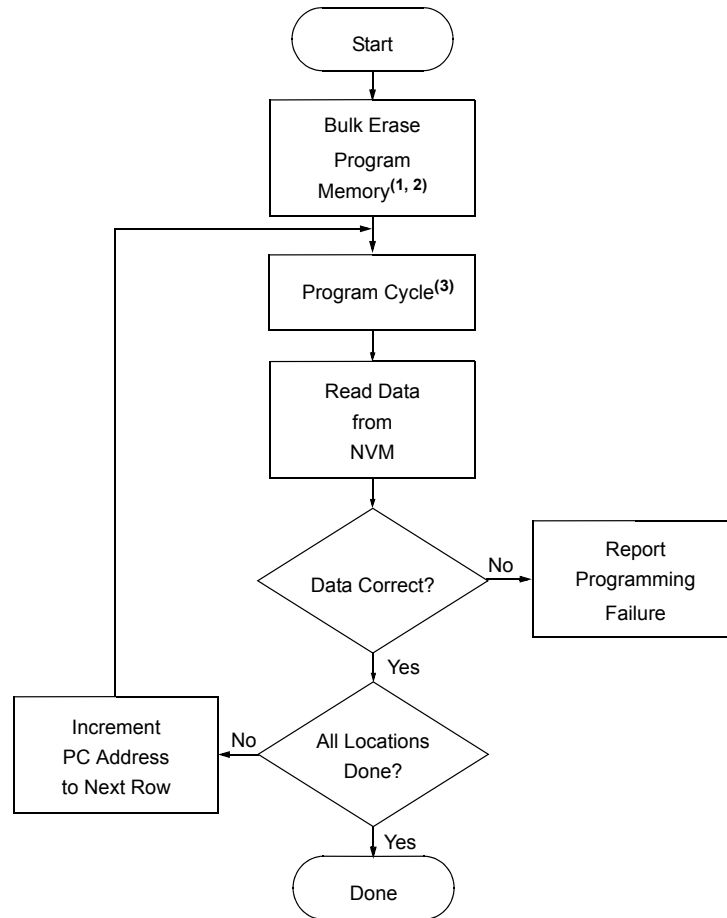 Start
Bulk Erase
Program
Memory(1, 2)
Program Cycle(3)
Read Data
from
NVM
Data Correct?
No
Report
Programming
Failure
Yes
All Locations
Done?
No
Increment
PC Address
to Next Row
Yes
Done